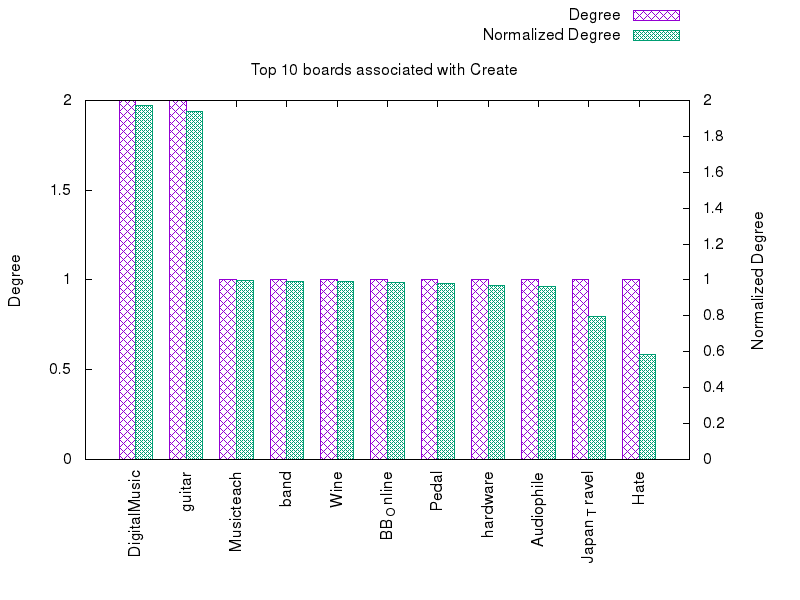 Degree
Normalized Degree
Top 10 boards associated with Create
2
1.5
1
0.5
0
Degree
2
1.8
1.6
1.4
1.2
1
0.8
0.6
0.4
0.2
0
Normalized Degree
DigitalMusic
guitar
Musicteach
band
Wine
BBOnline
Pedal
hardware
Audiophile
Japan T ravel
Hate